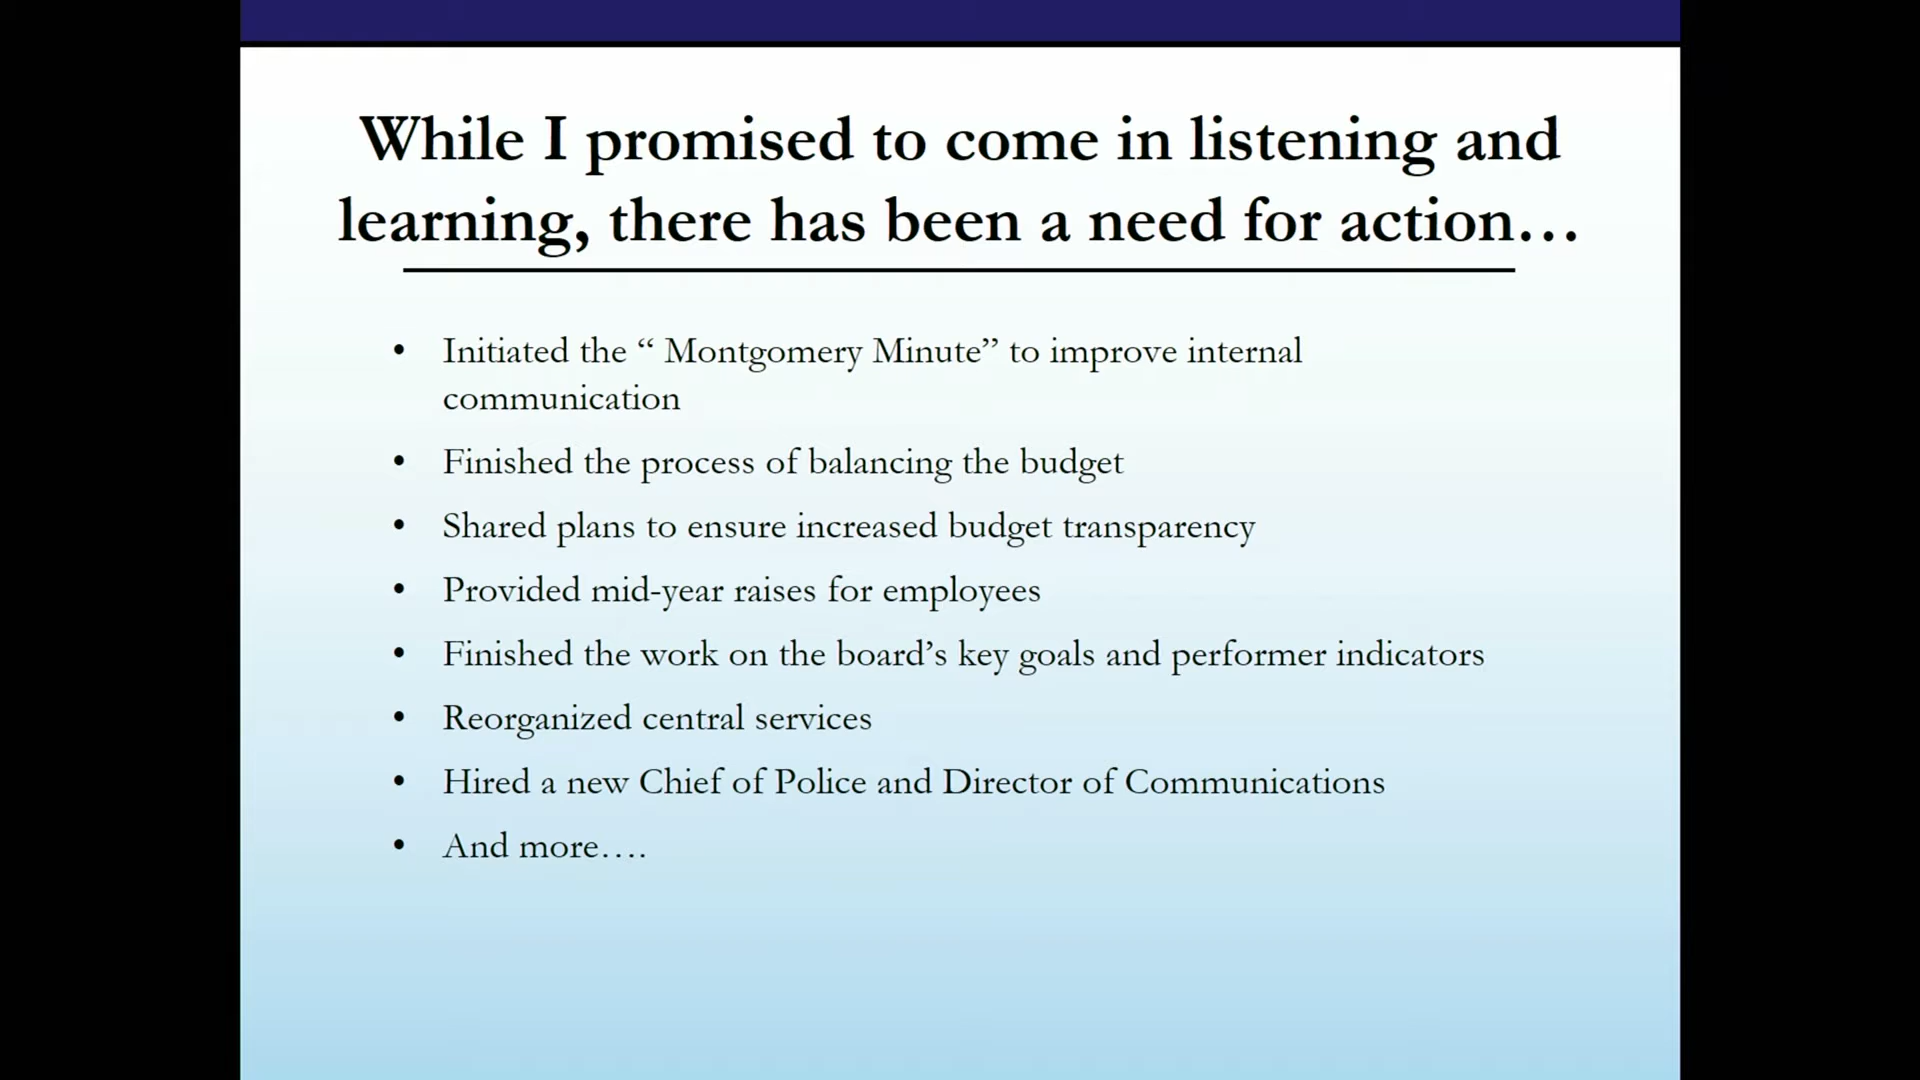 While I promised to come in listening and
learning, there has been a need for action…
• Initiated the “ Montgomery Minute” to improve internal
communication
• Finished the process of balancing the budget
• Shared plans to ensure increased budget transparency
• Provided mid-year raises for employees
• Finished the work on the board’s key goals and performer indicators
• Reorganized central services
• Hired a new Chief of Police and Director of Communications
• And more….